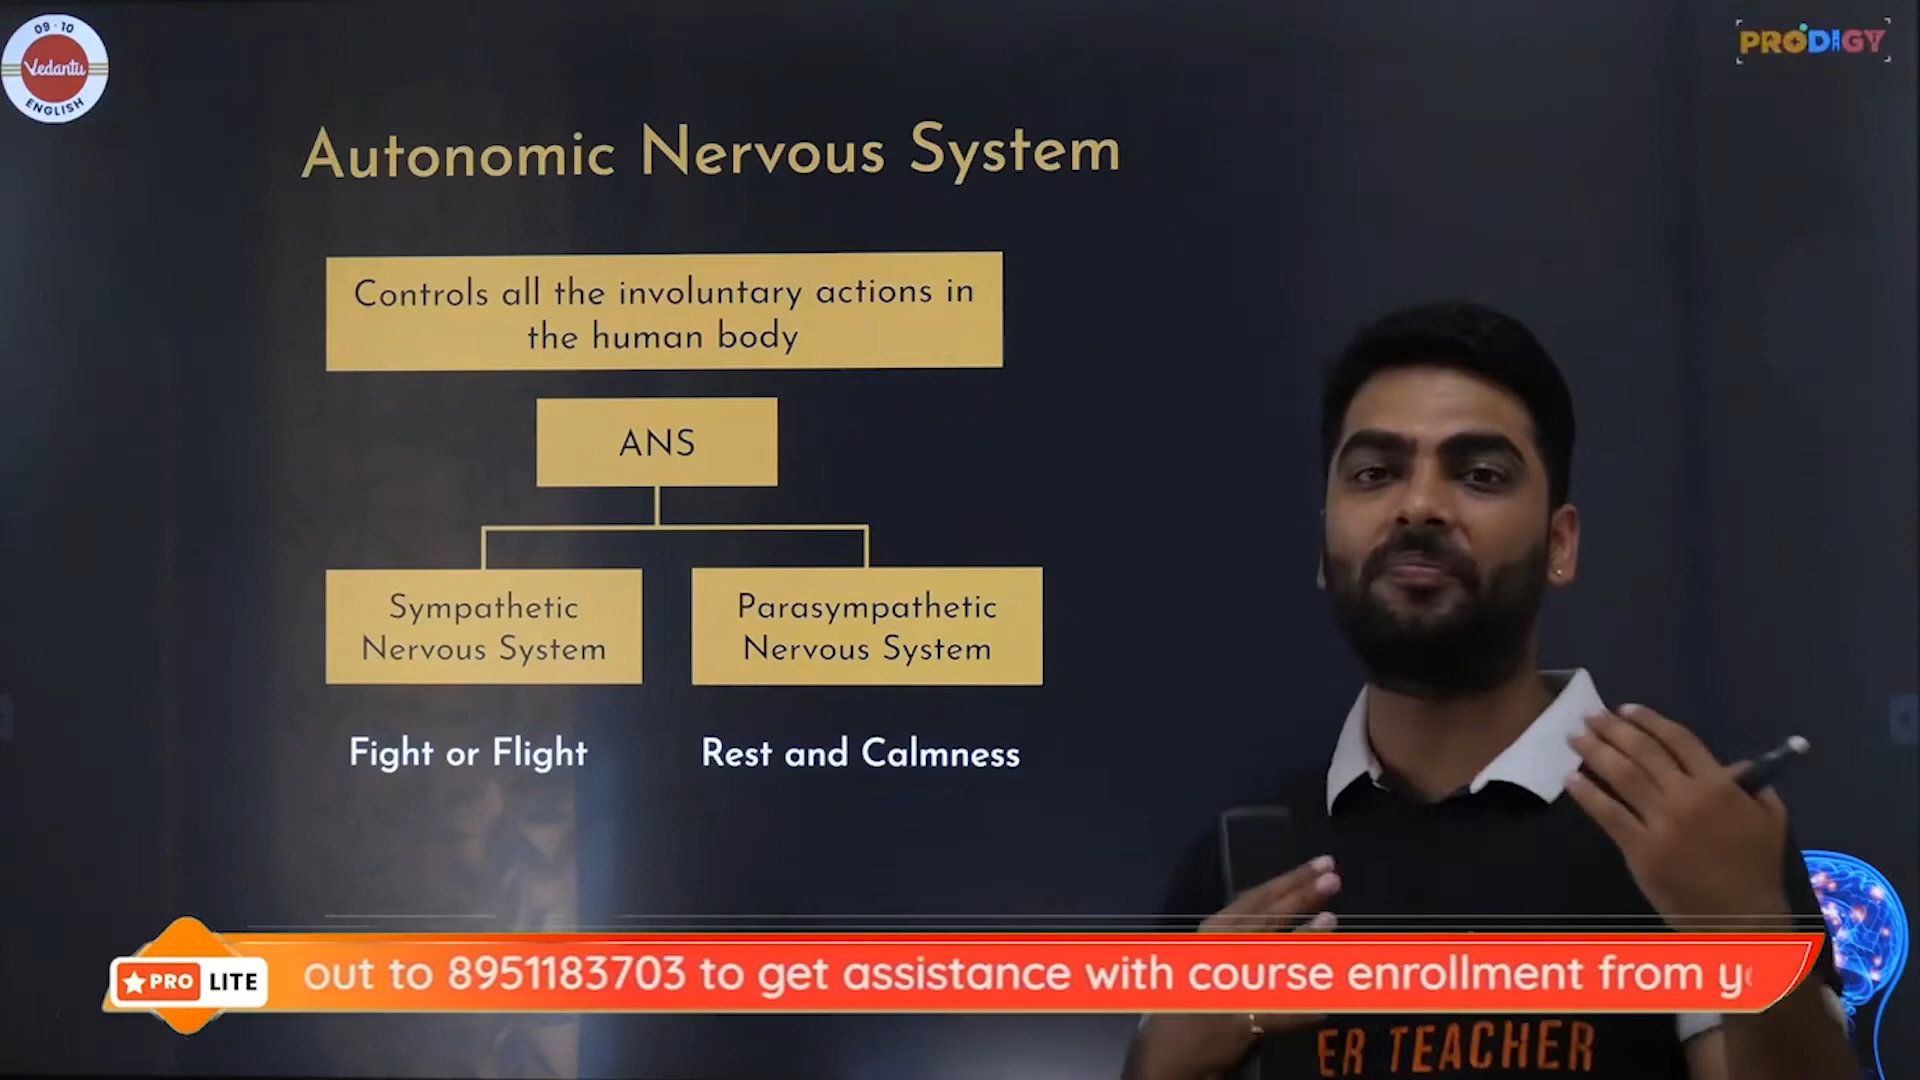 09-10
Vedantu
ENGLISH
PRODIGY
Autonomic Nervous System
Controls all the involuntary actions in
the human body
ANS
Sympathetic
Nervous System
Parasympathetic
Nervous System
Fight or Flight
Rest and Calmness
PRO LITE
out to 8951183703 to get assistance with course enrollment from
ER TEACHER